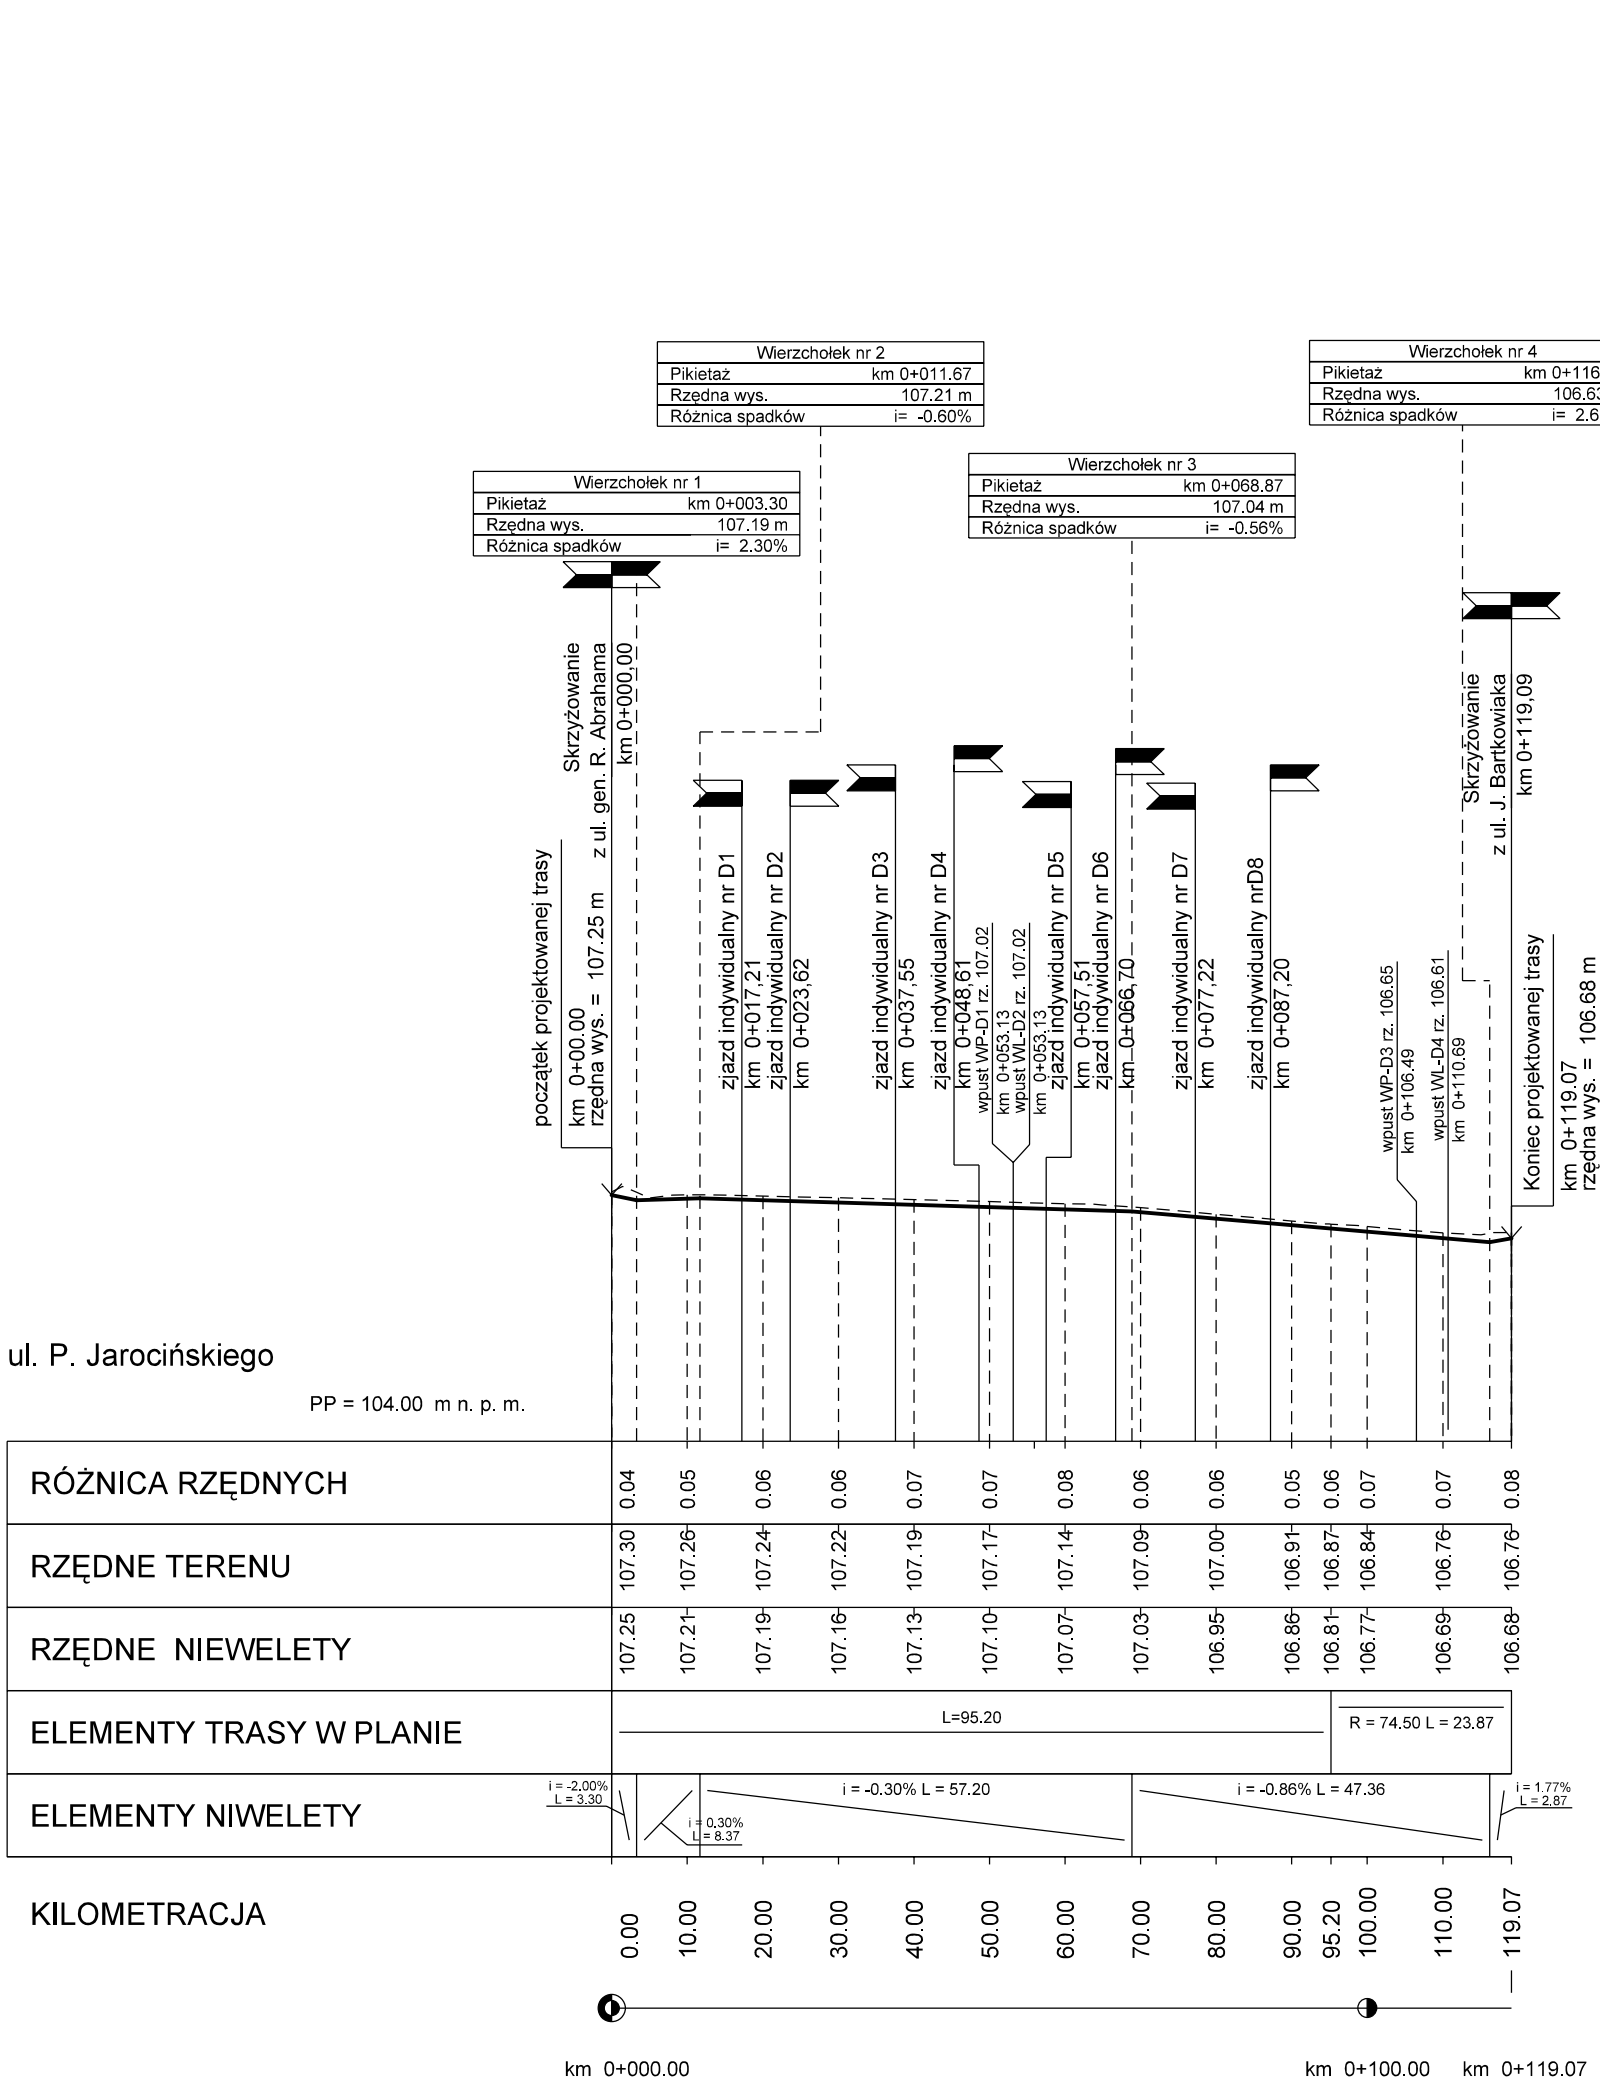 Wierzchołek nr 2
Pikietaż km 0+011.67
Rzędna wys. 107.21 m
Różnica spadków i= -0.60%
Wierzchołek nr 4
Pikietaż km 0+116
Rzędna wys. 106.63
Różnica spadków i= 2.6
Wierzchołek nr 1
Pikietaż km 0+003.30
Rzędna wys. 107.19 m
Różnica spadków i= 2.30%
Wierzchołek nr 3
Pikietaż km 0+068.87
Rzędna wys. 107.04 m
Różnica spadków i= -0.56%
początek projektowanej trasy
km 0+00.00
rzędna wys. = 107.25 m
Skrzyżowanie
z ul. gen. R. Abrahama
km 0+000,00
zjazd indywidualny nr D1
km 0+017,21
zjazd indywidualny nr D2
km 0+023,62
zjazd indywidualny nr D3
km 0+037,55
zjazd indywidualny nr D4
km 0+048,61
wpust WP-D1 rz. 107.02
km 0+053.13
wpust WL-D2 rz. 107.02
km 0+053.13
zjazd indywidualny nr D5
km 0+057,51
zjazd indywidualny nr D6
km 0+066,70
zjazd indywidualny nr D7
km 0+077,22
zjazd indywidualny nrD8
km 0+087,20
wpust WP-D3 rz. 106.65
km 0+106.49
wpust WL-D4 rz. 106.61
km 0+110.69
Skrzyżowanie
z ul. J. Bartkowiaka
km 0+119,09
Koniec projektowanej trasy
km 0+119.07
rzędna wys. = 106.68 m
ul. P. Jarocińskiego
PP = 104.00 m n. p. m.
RÓŻNICA RZĘDNYCH 0.04 0.05 0.06 0.06 0.07 0.07 0.08 0.06 0.06 0.05 0.06 0.07 0.07 0.08
RZĘDNE TERENU 107.30 107.26 107.24 107.22 107.19 107.17 107.14 107.09 107.00 106.91 106.87 106.84 106.76 106.76
RZĘDNE NIEWELETY 107.25 107.21 107.19 107.16 107.13 107.10 107.07 107.03 106.95 106.86 106.81 106.77 106.69 106.68
ELEMENTY TRASY W PLANIE L=95.20 R = 74.50 L = 23.87
ELEMENTY NIWELETY
i = -2.00%
L = 3.30
i = 0.30%
L = 8.37
i = -0.30% L = 57.20
i = -0.86% L = 47.36
i = 1.77%
L = 2.87
KILOMETRACJA 0.00 10.00 20.00 30.00 40.00 50.00 60.00 70.00 80.00 90.00 95.20 100.00 110.00 119.07
km 0+000.00 km 0+100.00 km 0+119.07